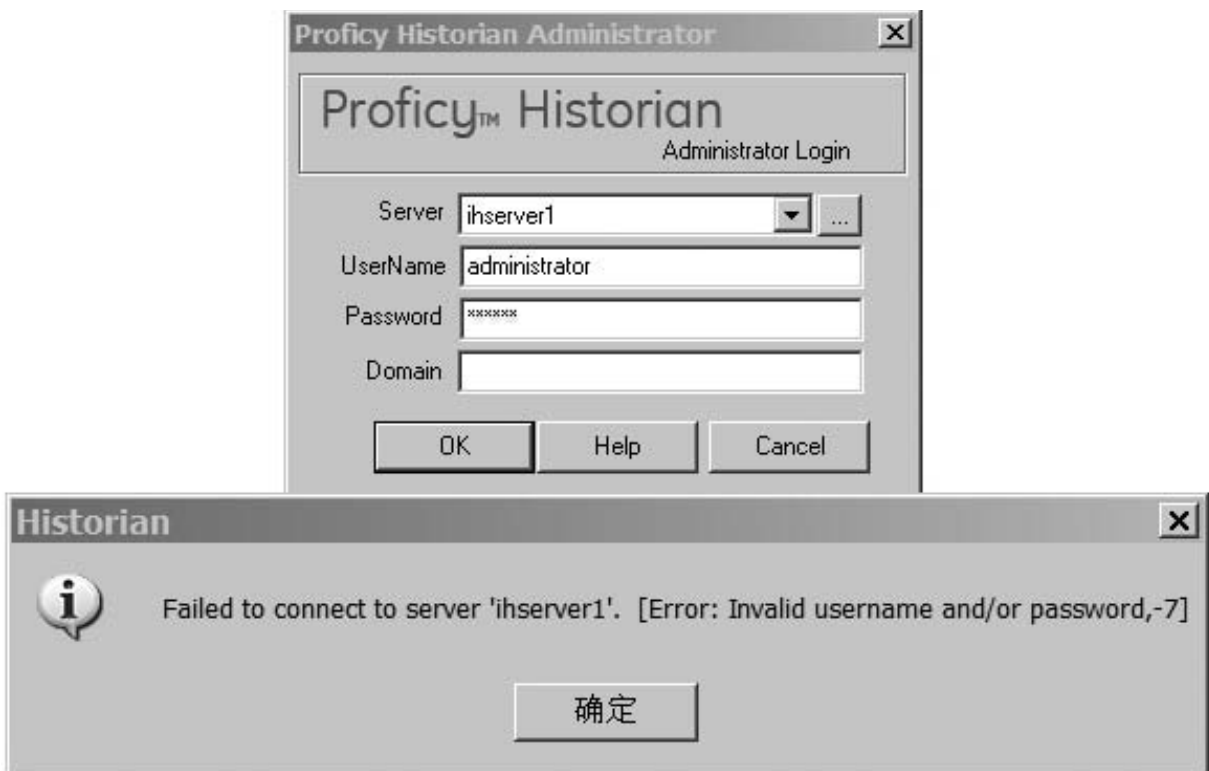 Proficy Historian Administrator
Proficy™ Historian
Administrator Login
Server ihserver1 ...
UserName administrator
Password ******
Domain
OK Help Cancel
Historian
Failed to connect to server 'ihserver1'. [Error: Invalid username and/or password,-7]
确定